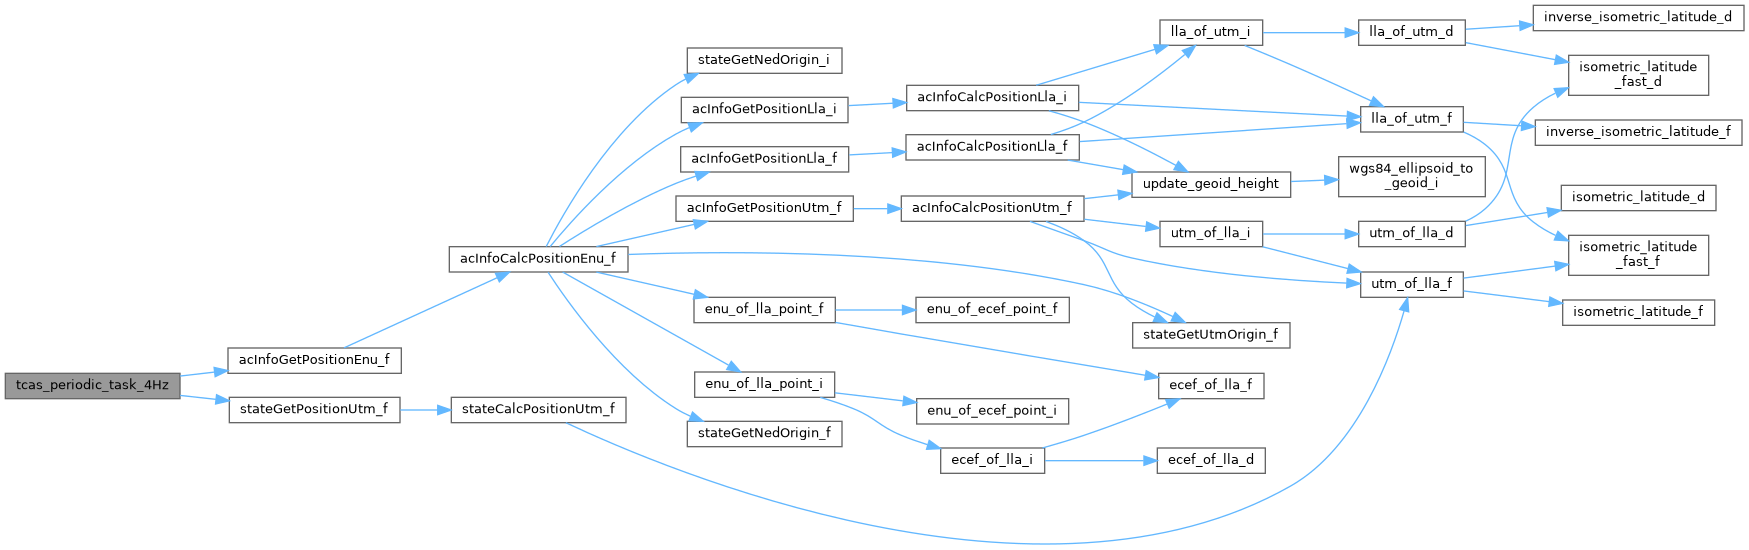 tcas_periodic_task_4Hz
acInfoGetPositionEnu_f
stateGetPositionUtm_f
acInfoCalcPositionEnu_f
stateCalcPositionUtm_f
stateGetNedOrigin_i
acInfoGetPositionLla_i
acInfoGetPositionLla_f
acInfoGetPositionUtm_f
enu_of_lla_point_f
enu_of_lla_point_i
stateGetNedOrigin_f
acInfoCalcPositionLla_i
acInfoCalcPositionLla_f
acInfoCalcPositionUtm_f
enu_of_ecef_point_f
enu_of_ecef_point_i
ecef_of_lla_i
lla_of_utm_i
update_geoid_height
utm_of_lla_i
stateGetUtmOrigin_f
ecef_of_lla_f
ecef_of_lla_d
lla_of_utm_d
lla_of_utm_f
wgs84_ellipsoid_to
_geoid_i
utm_of_lla_d
utm_of_lla_f
inverse_isometric_latitude_d
isometric_latitude
_fast_d
inverse_isometric_latitude_f
isometric_latitude_d
isometric_latitude
_fast_f
isometric_latitude_f